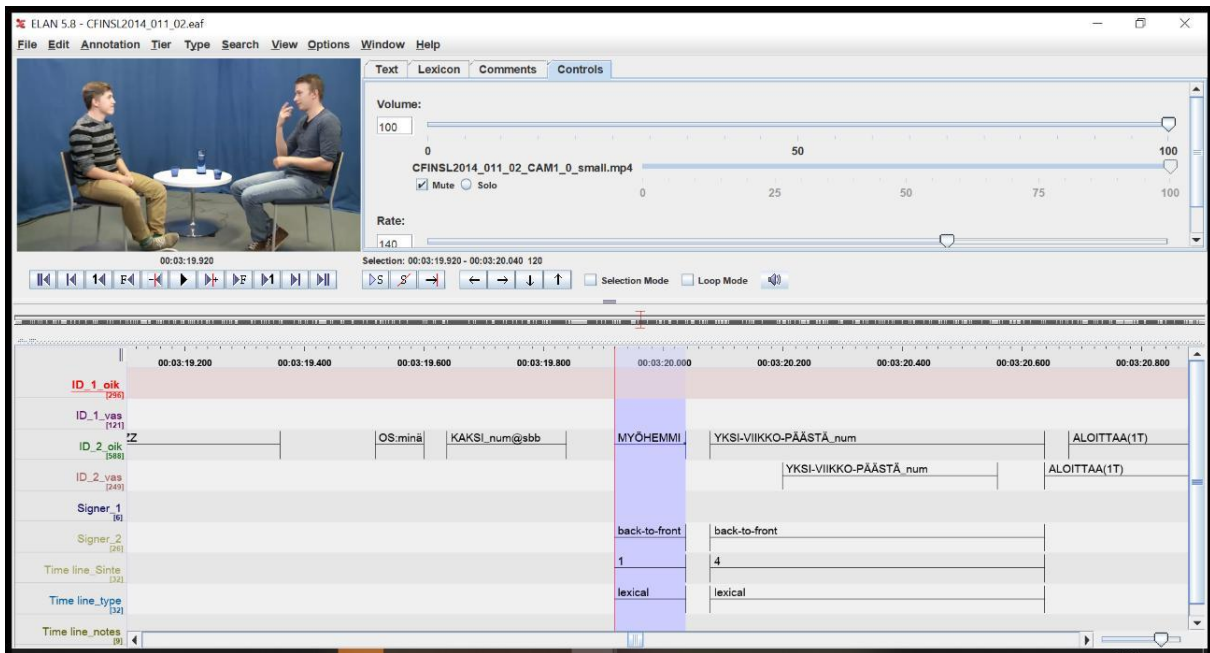 ELAN 5.8 - CFINSL2014_011_02.eaf
File Edit Annotation Tier Type Search View Options Window Help
Text Lexicon Comments Controls
Volume:
100
0 50 100
CFINSL2014_011_02_CAM1_0_small.mp4
Mute Solo
0 25 50 75 100
Rate:
140
00:03:19.920
Selection: 00:03:19.920 - 00:03:20.040 120
1 F F 1 S S Selection Mode Loop Mode
00:03:19.200 00:03:19.400 00:03:19.600 00:03:19.800 00:03:20.000 00:03:20.200 00:03:20.400 00:03:20.600 00:03:20.800
ID_1_oik
[296]
ID_1_vas
[121]
ID_2_oik ZZ OS:minä KAKSI_num@sbb MYÖHEMMI YKSI-VIIKKO-PÄÄSTÄ_num ALOITTAA(1T)
[588]
ID_2_vas YKSI-VIIKKO-PÄÄSTÄ_num ALOITTAA(1T)
[249]
Signer_1
[6]
Signer_2 back-to-front back-to-front
[26]
Time line_Sinte 1 4
[32]
Time line_type lexical lexical
[32]
Time line_notes
[9]